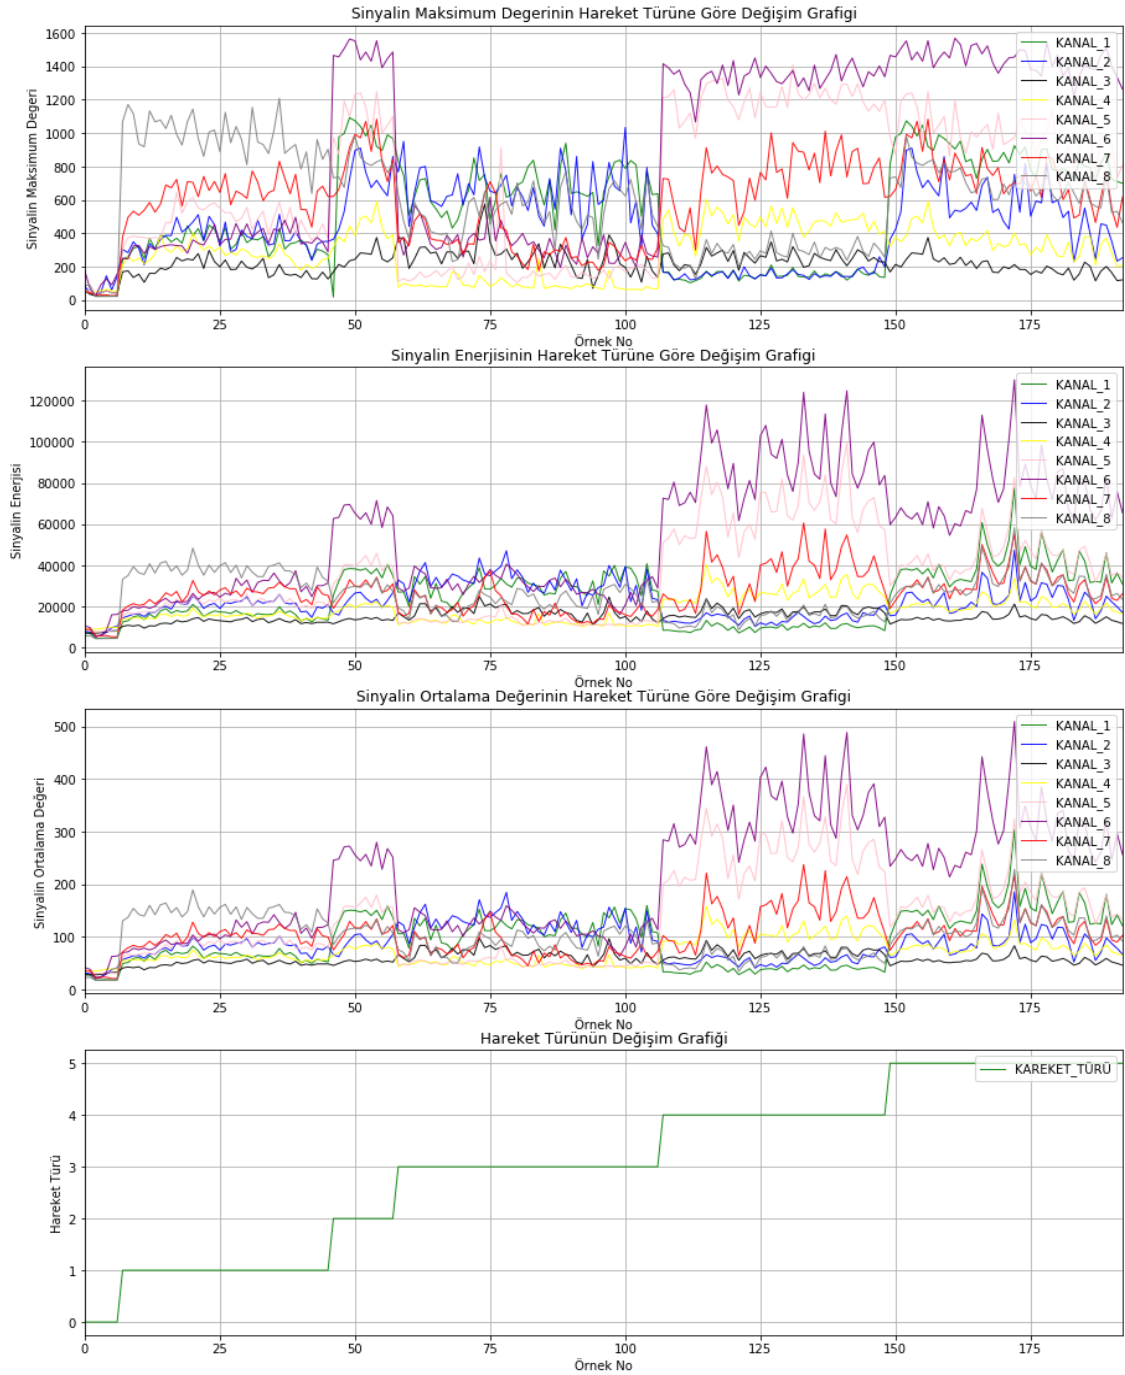 Sinyalin Maksimum Degerinin Hareket Türüne Göre Değişim Grafigi
Sinyalin Maksimum Degeri
1600
1400
1200
1000
800
600
400
200
0
KANAL_1
KANAL_2
KANAL_3
KANAL_4
KANAL_5
KANAL_6
KANAL_7
KANAL_8
0 25 50 75 100 125 150 175
Örnek No
Sinyalin Enerjisinin Hareket Türüne Göre Değişim Grafigi
Sinyalin Enerjisi
120000
100000
80000
60000
40000
20000
0
KANAL_1
KANAL_2
KANAL_3
KANAL_4
KANAL_5
KANAL_6
KANAL_7
KANAL_8
0 25 50 75 100 125 150 175
Örnek No
Sinyalin Ortalama Değerinin Hareket Türüne Göre Değişim Grafigi
Sinyalin Ortalama Değeri
500
400
300
200
100
0
KANAL_1
KANAL_2
KANAL_3
KANAL_4
KANAL_5
KANAL_6
KANAL_7
KANAL_8
0 25 50 75 100 125 150 175
Örnek No
Hareket Türünün Değişim Grafiği
Hareket Türü
5
4
3
2
1
0
KAREKET_TÜRÜ
0 25 50 75 100 125 150 175
Örnek No